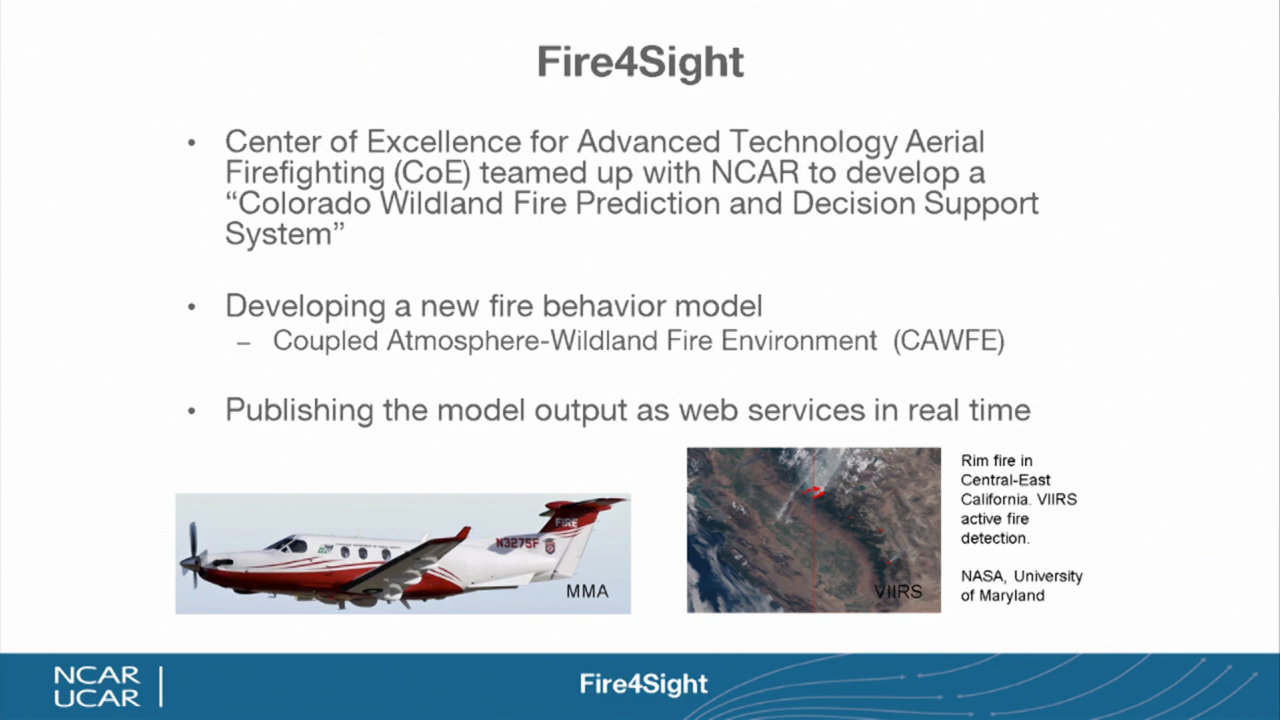 Fire4Sight
• Center of Excellence for Advanced Technology Aerial
Firefighting (CoE) teamed up with NCAR to develop a
“Colorado Wildland Fire Prediction and Decision Support
System”
• Developing a new fire behavior model
– Coupled Atmosphere-Wildland Fire Environment (CAWFE)
• Publishing the model output as web services in real time
FIRE
N327SF
MMA
VIIRS
Rim fire in
Central-East
California. VIIRS
active fire
detection.
NASA, University
of Maryland
NCAR
UCAR
Fire4Sight